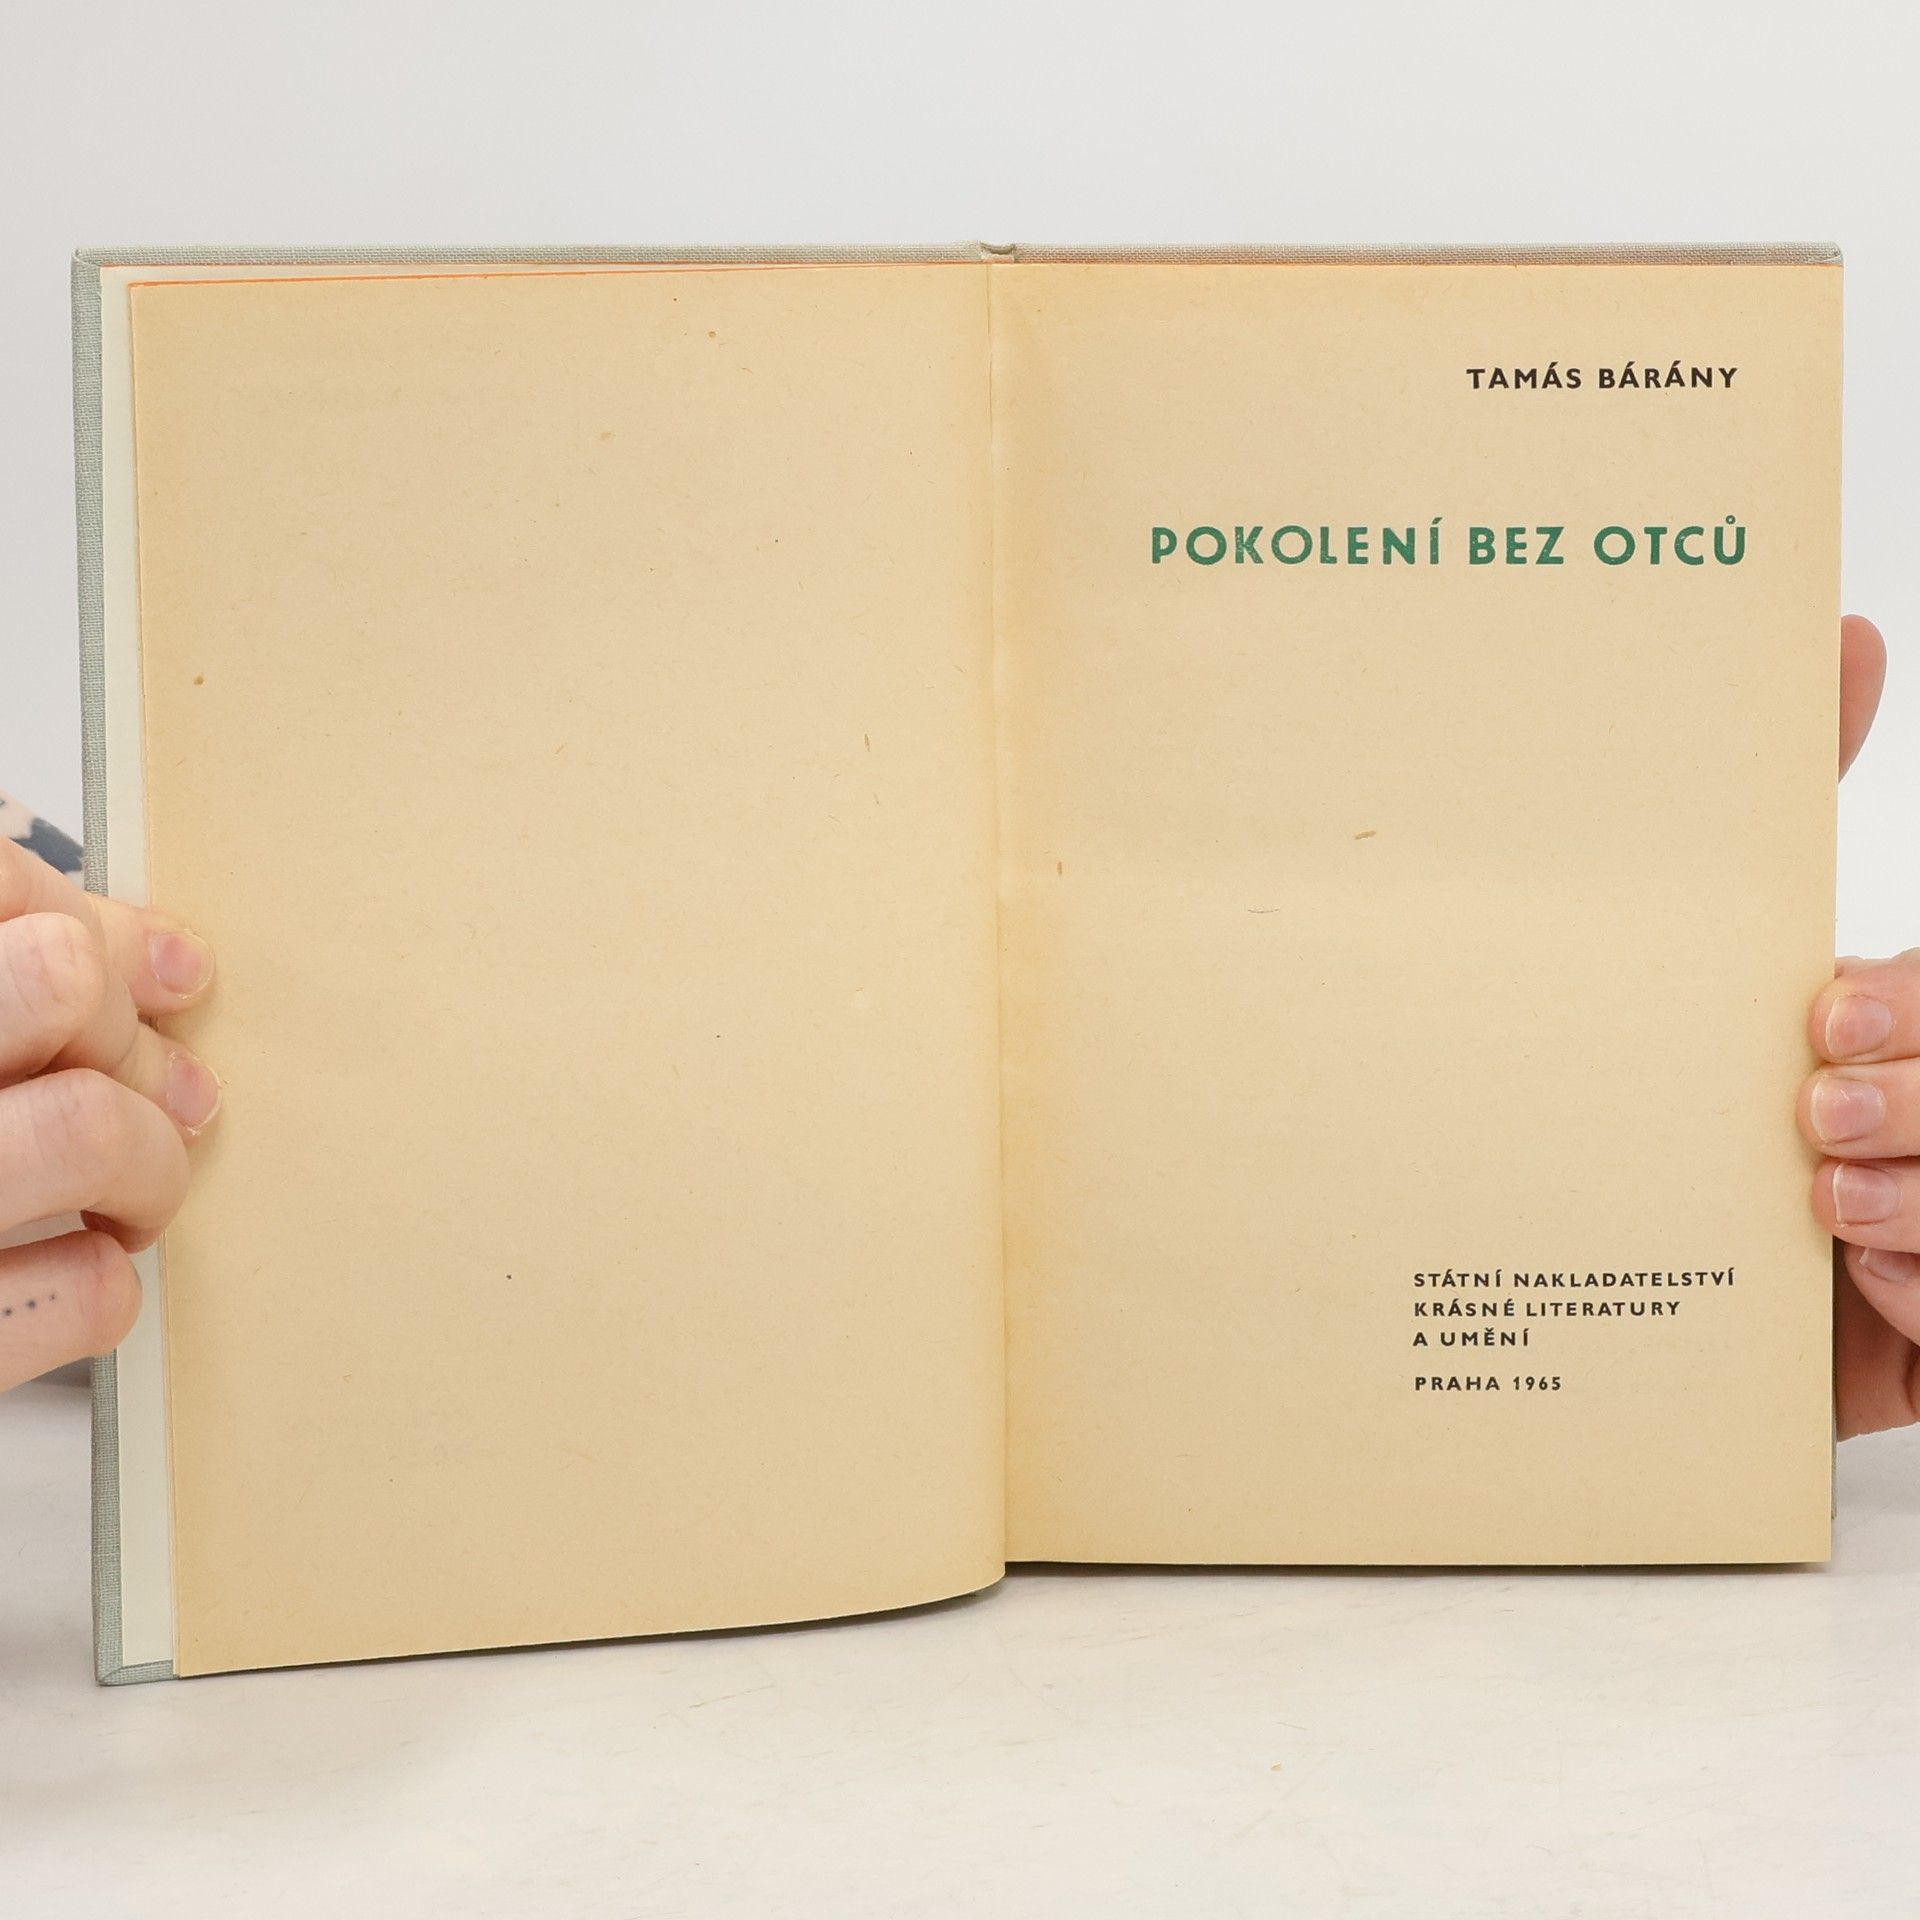 TAMÁS BÁRÁNY
POKOLENÍ BEZ OTCŮ
STÁTNÍ NAKLADATELSTVÍ
KRÁSNÉ LITERATURY
A UMĚNÍ
PRAHA 1965